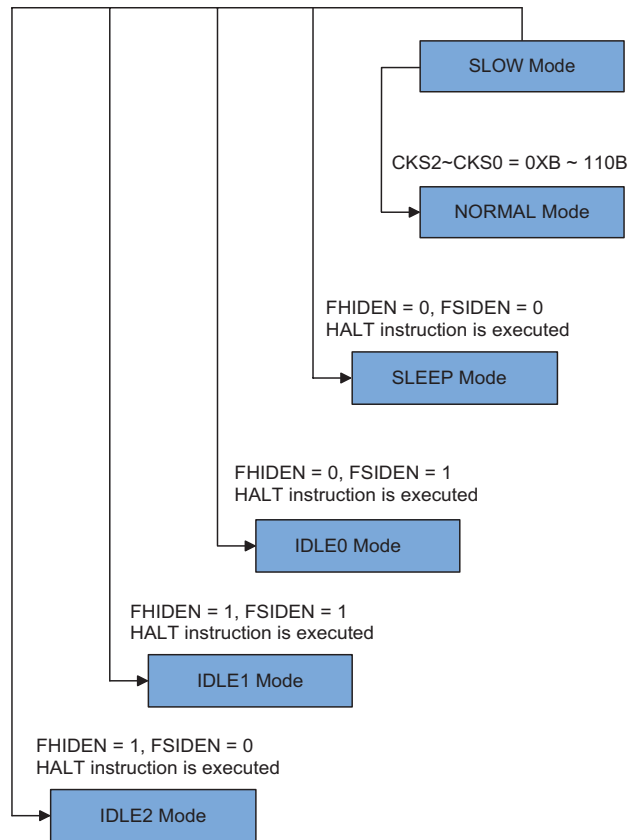 SLOW Mode
CKS2~CKS0 = 0XB ~ 110B
NORMAL Mode
FHIDEN = 0, FSIDEN = 0
HALT instruction is executed
SLEEP Mode
FHIDEN = 0, FSIDEN = 1
HALT instruction is executed
IDLE0 Mode
FHIDEN = 1, FSIDEN = 1
HALT instruction is executed
IDLE1 Mode
FHIDEN = 1, FSIDEN = 0
HALT instruction is executed
IDLE2 Mode